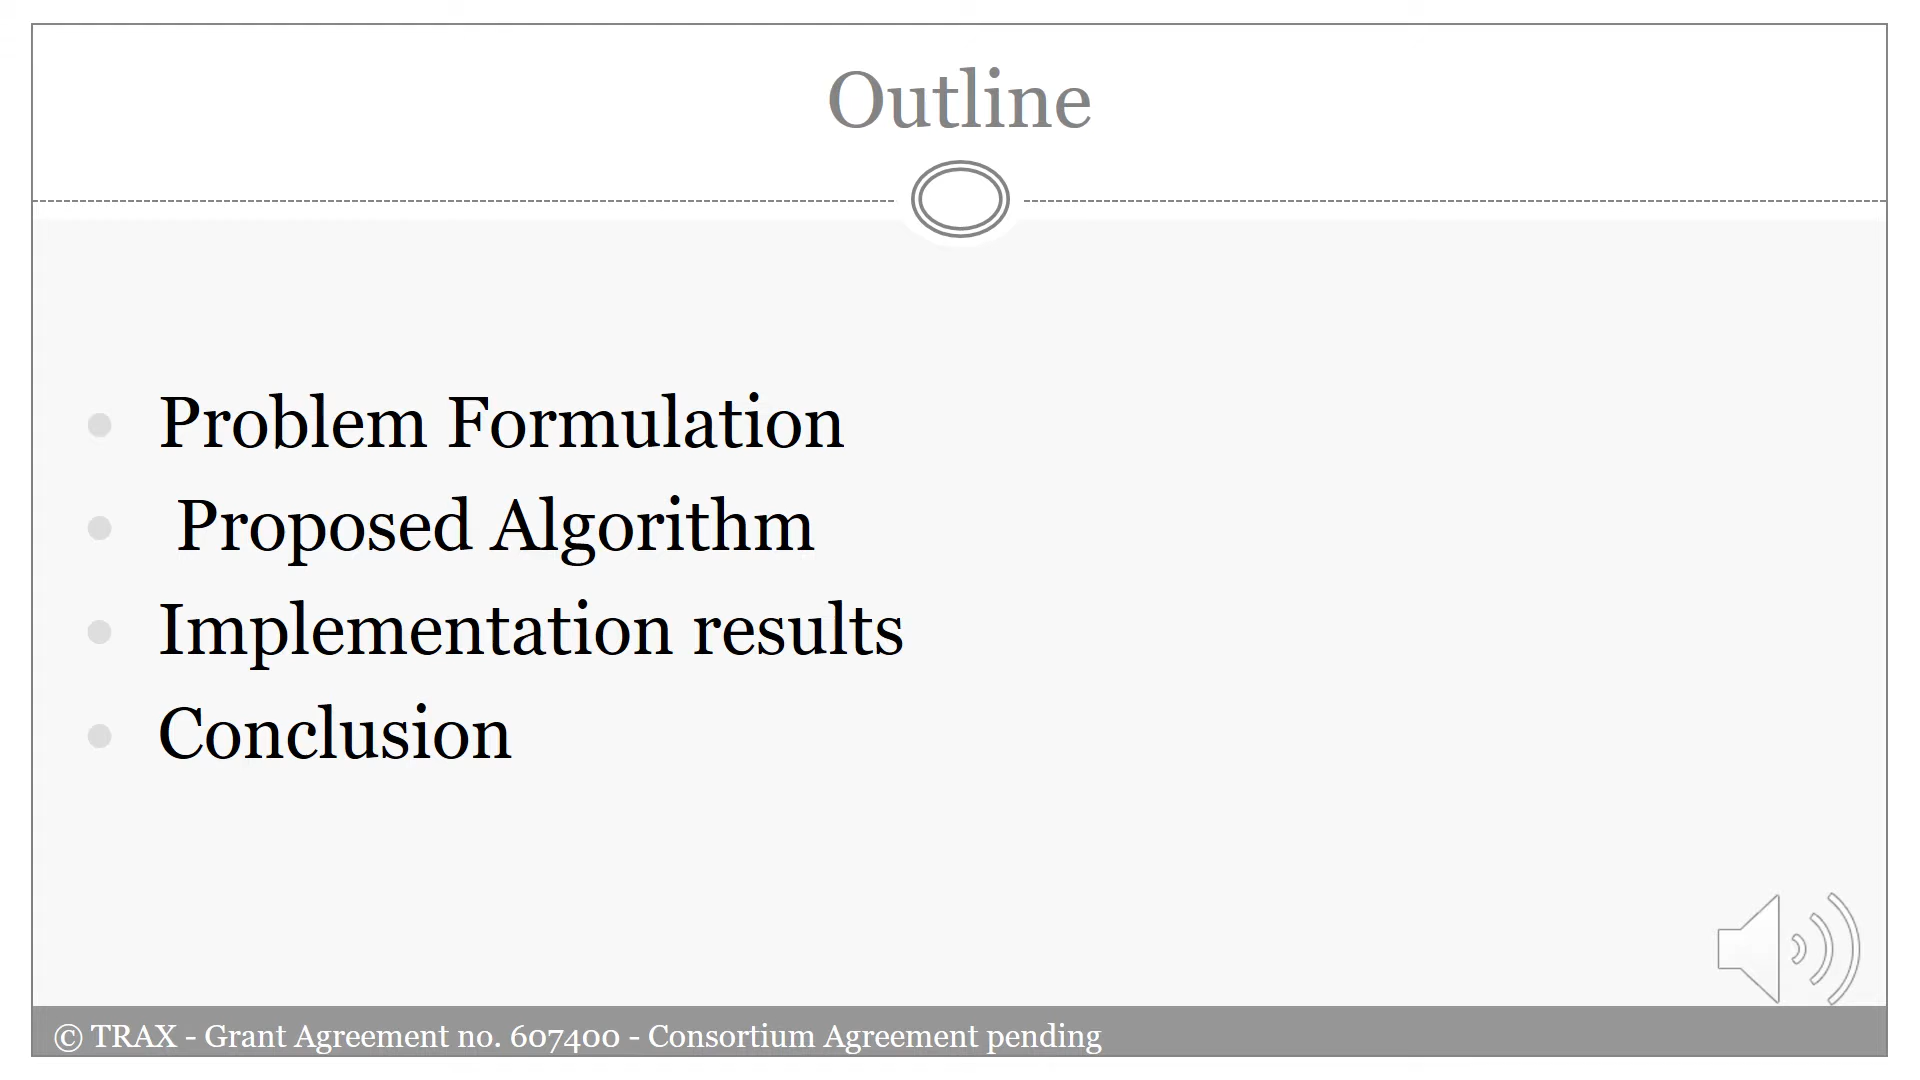 Outline
Problem Formulation
Proposed Algorithm
Implementation results
Conclusion
© TRAX - Grant Agreement no. 607400 - Consortium Agreement pending